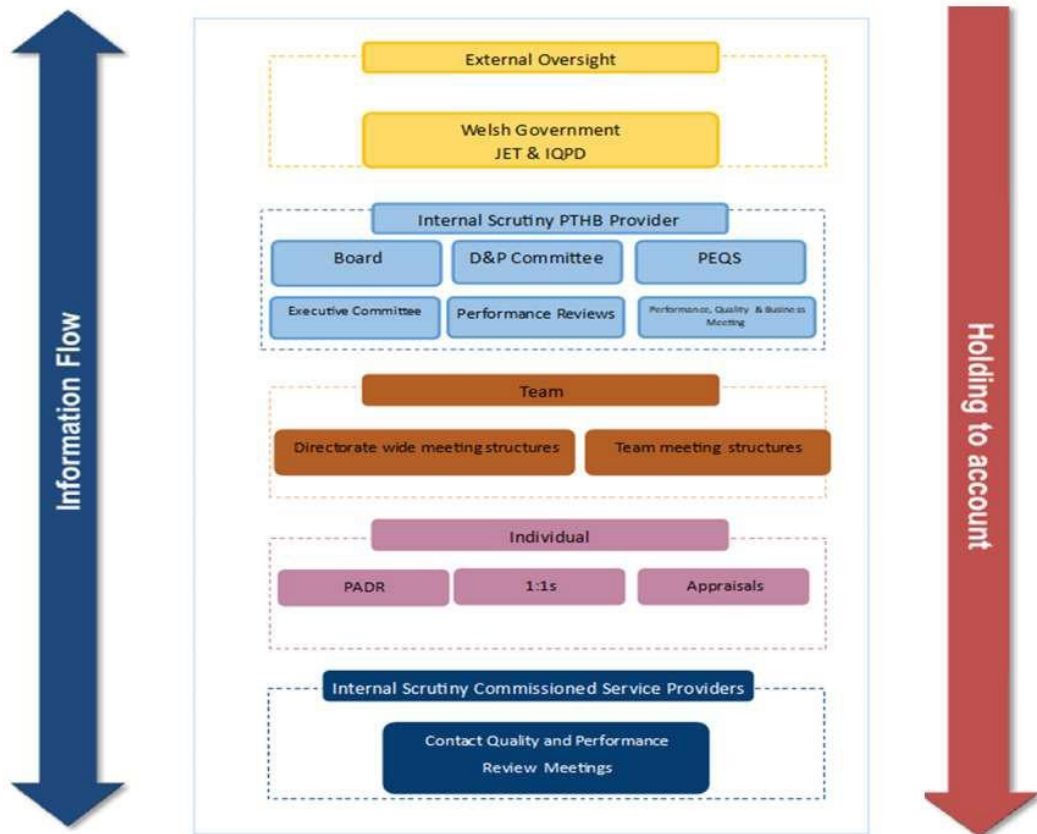 Information Flow
External Oversight
Welsh Government
JET & IQPD
Internal Scrutiny PTHB Provider
Board
D&P Committee
PEQS
Executive Committee
Performance Reviews
Performance, Quality & Business
Meeting
Team
Directorate wide meeting structures
Team meeting structures
Individual
PADR
1:1s
Appraisals
Internal Scrutiny Commissioned Service Providers
Contact Quality and Performance
Review Meetings
Holding to account